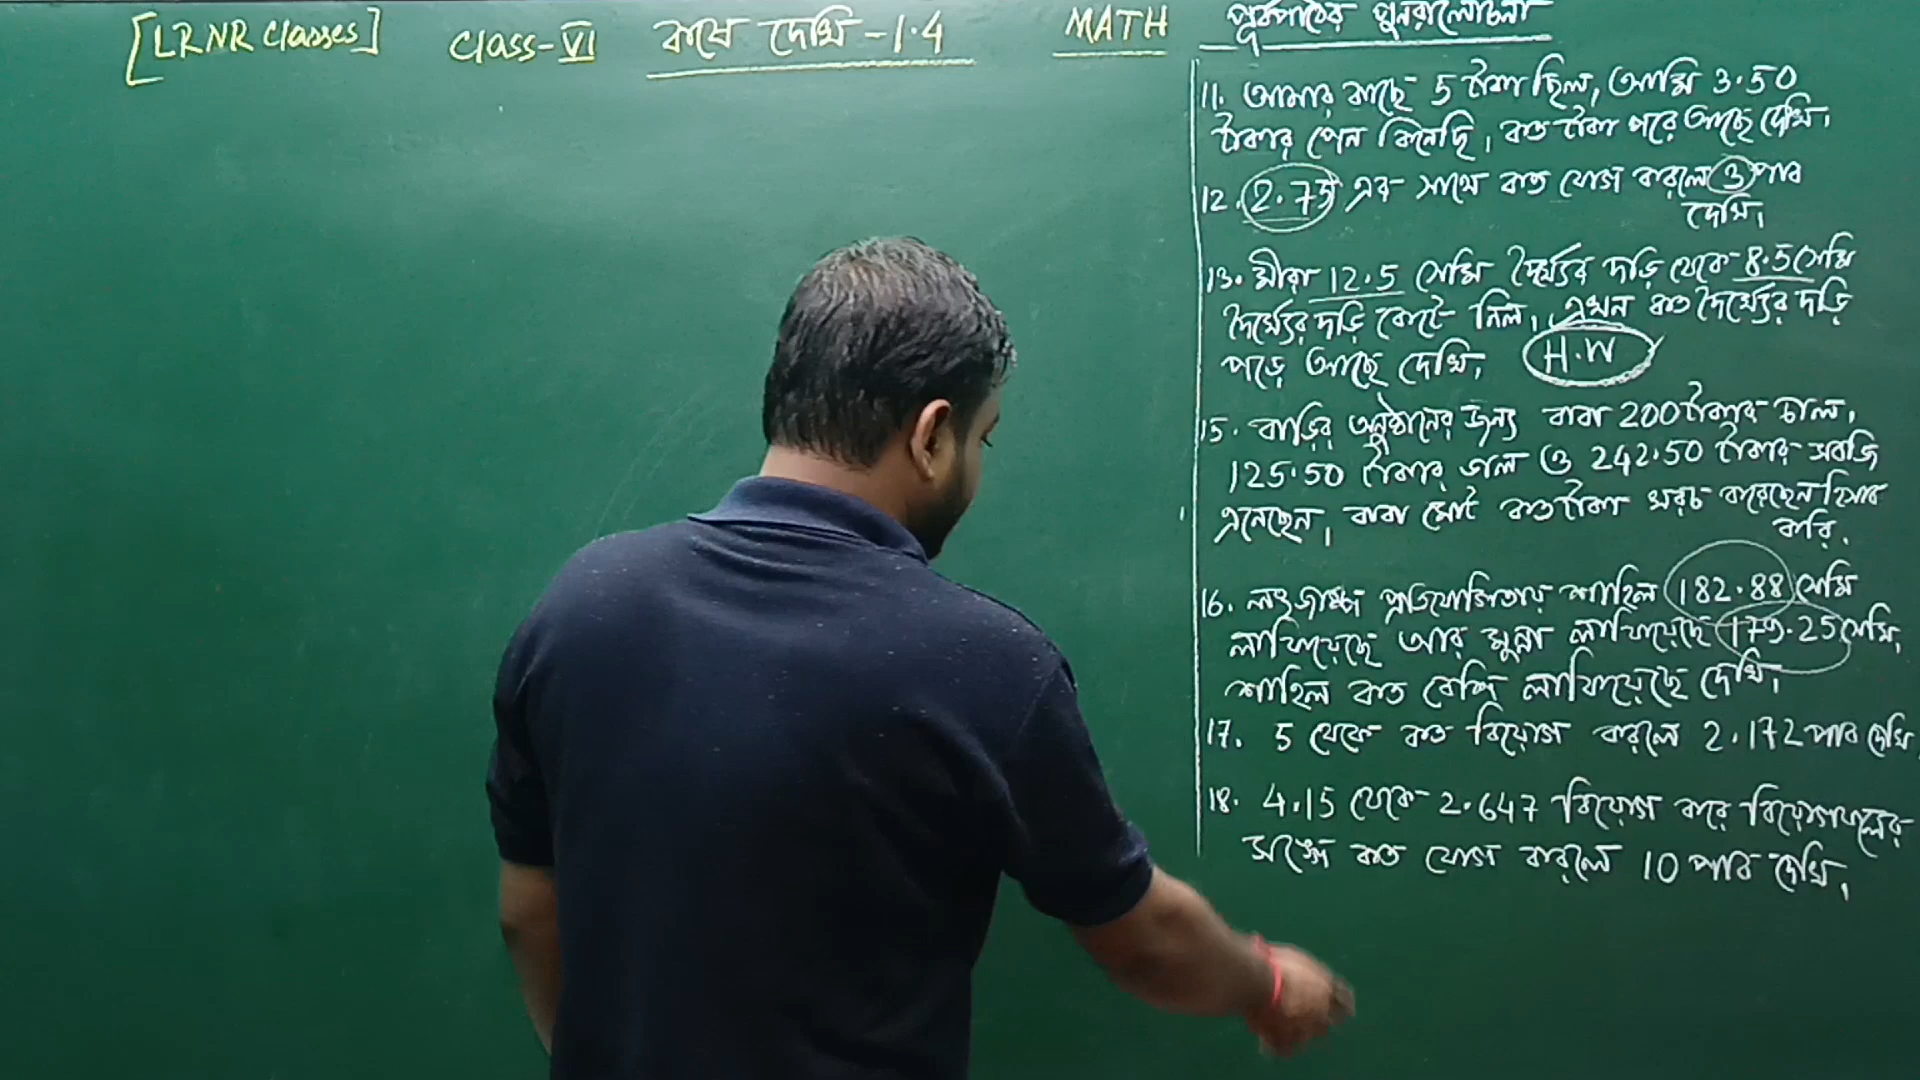 [LRNR Classes] Class-VI কষে দেখি -1.4 MATH পূর্বপাঠের পুনরালোচনা
11. আমার কাছে 5 টাকা ছিল, আমি 3.50
টাকার পেন কিনেছি, কত টাকা পরে আছে দেখি।
12. 2.75 এর সাথে কত যোগ করলে 3 পাব
দেখি।
13. মীরা 12.5 সেমি দৈর্ঘ্যের দড়ি থেকে 8.5 সেমি
দৈর্ঘ্যের দড়ি কেটে নিল, এখন কত দৈর্ঘ্যের দড়ি
পড়ে আছে দেখি, H.W
15. বাড়ির অনুষ্ঠানের জন্য বাবা 200 টাকার চাল,
125.50 টাকার ডাল ও 242.50 টাকার সবজি
এনেছেন, বাবা মোট কত টাকা খরচ করেছেন হিসাব
করি.
16. লংজাম্প প্রতিযোগিতায় শাহিল 182.88 সেমি
লাফিয়েছে আর মুন্না লাফিয়েছে 179.25 সেমি,
শাহিল কত বেশি লাফিয়েছে দেখি,
17. 5 থেকে কত বিয়োগ করলে 2.172 পাব দেখি
18. 4.15 থেকে 2.647 বিয়োগ করে বিয়োগফলের
সঙ্গে কত যোগ করলে 10 পাব দেখি,